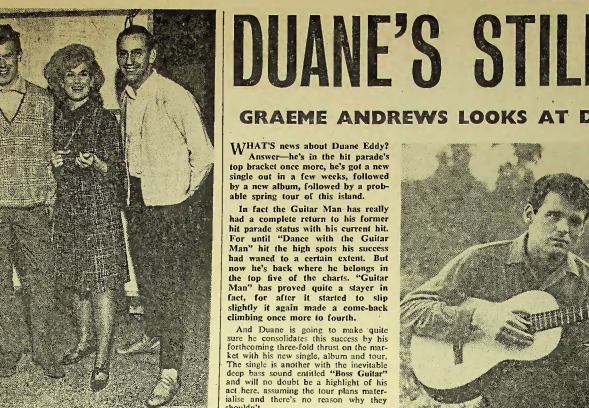 DUANE'S STIL
GRAEME ANDREWS LOOKS AT D
WHAT'S news about Duane Eddy?
Answer—he's in the hit parade's
top bracket once more, he's got a new
single out in a few weeks, followed
by a new album, followed by a prob-
able spring tour of this island.
In fact the Guitar Man has really
had a complete return to his former
hit parade status with his current hit.
For until "Dance with the Guitar
Man" hit the high spots his success
had waned to a certain extent. But
now he's back where he belongs in
the top five of the charts. "Guitar
Man" has proved quite a stayer in
fact, for after it started to slip
slightly it again made a come-back
climbing once more to fourth.
And Duane is going to make quite
sure he consolidates this success by his
forthcoming three-fold thrust on the mar-
ket with his new single, album and tour.
The single is another with the inevitable
deep bass sound entitled "Boss Guitar"
and will no doubt be a highlight of his
act here, assuming the tour plans mater-
ialise and there's no reason why they
shouldn't